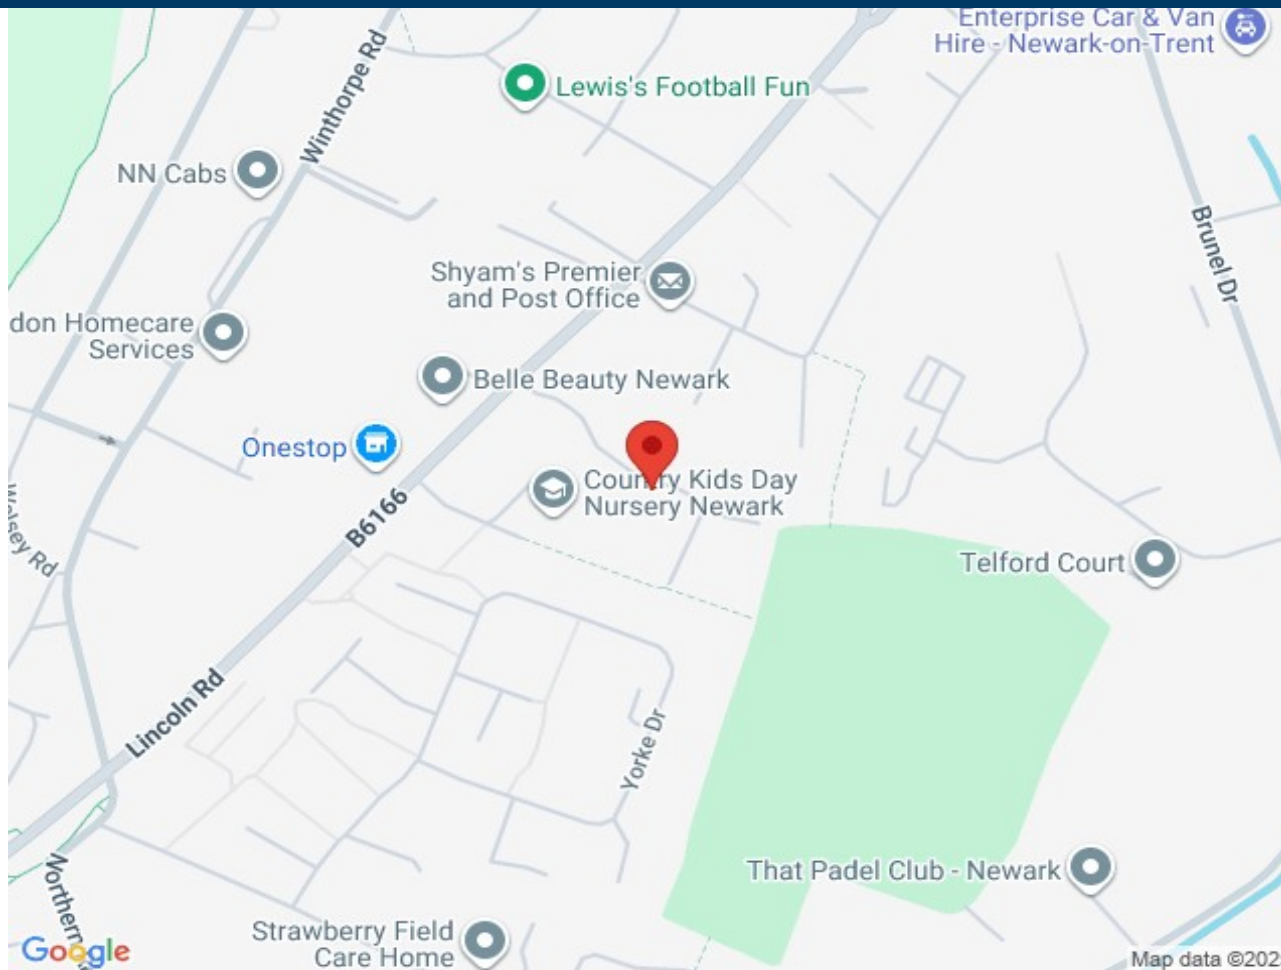 Enterprise Car & Van
Hire - Newark-on-Trent
Winthorpe Rd
Lewis's Football Fun
NN Cabs
Brunel Dr
Shyam's Premier
and Post Office
don Homecare
Services
Belle Beauty Newark
Onestop
Country Kids Day
Nursery Newark
B6166
Telford Court
Lincoln Rd
Yorke Dr
That Padel Club - Newark
Strawberry Field
Care Home
Northern
Google
Map data ©202